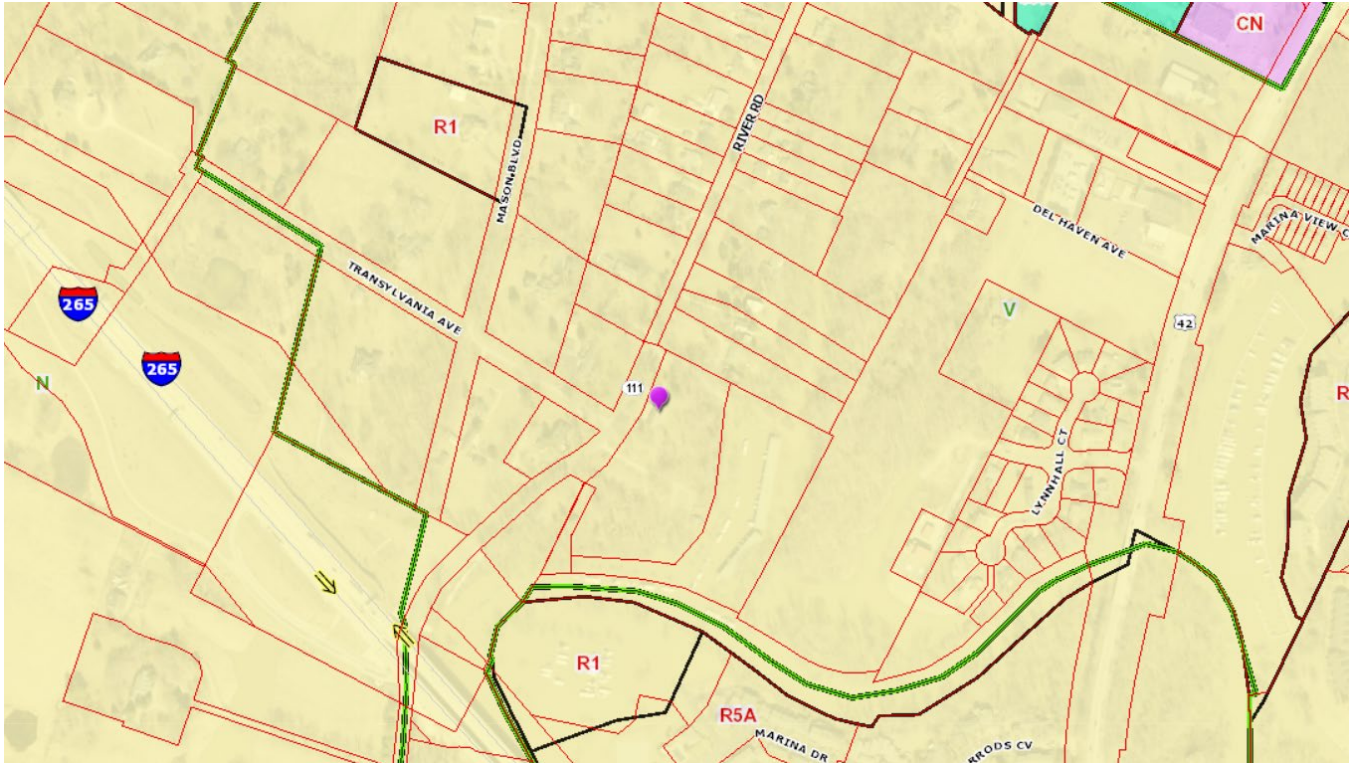 CN
R1
MASON BLVD
RIVER RD
DEL HAVEN AVE
MARINA VIEW C
TRANSYLVANIA AVE
265
265
V
42
N
111
R
LYNNHALL CT
R1
R5A
MARINA DR
RRODS CV